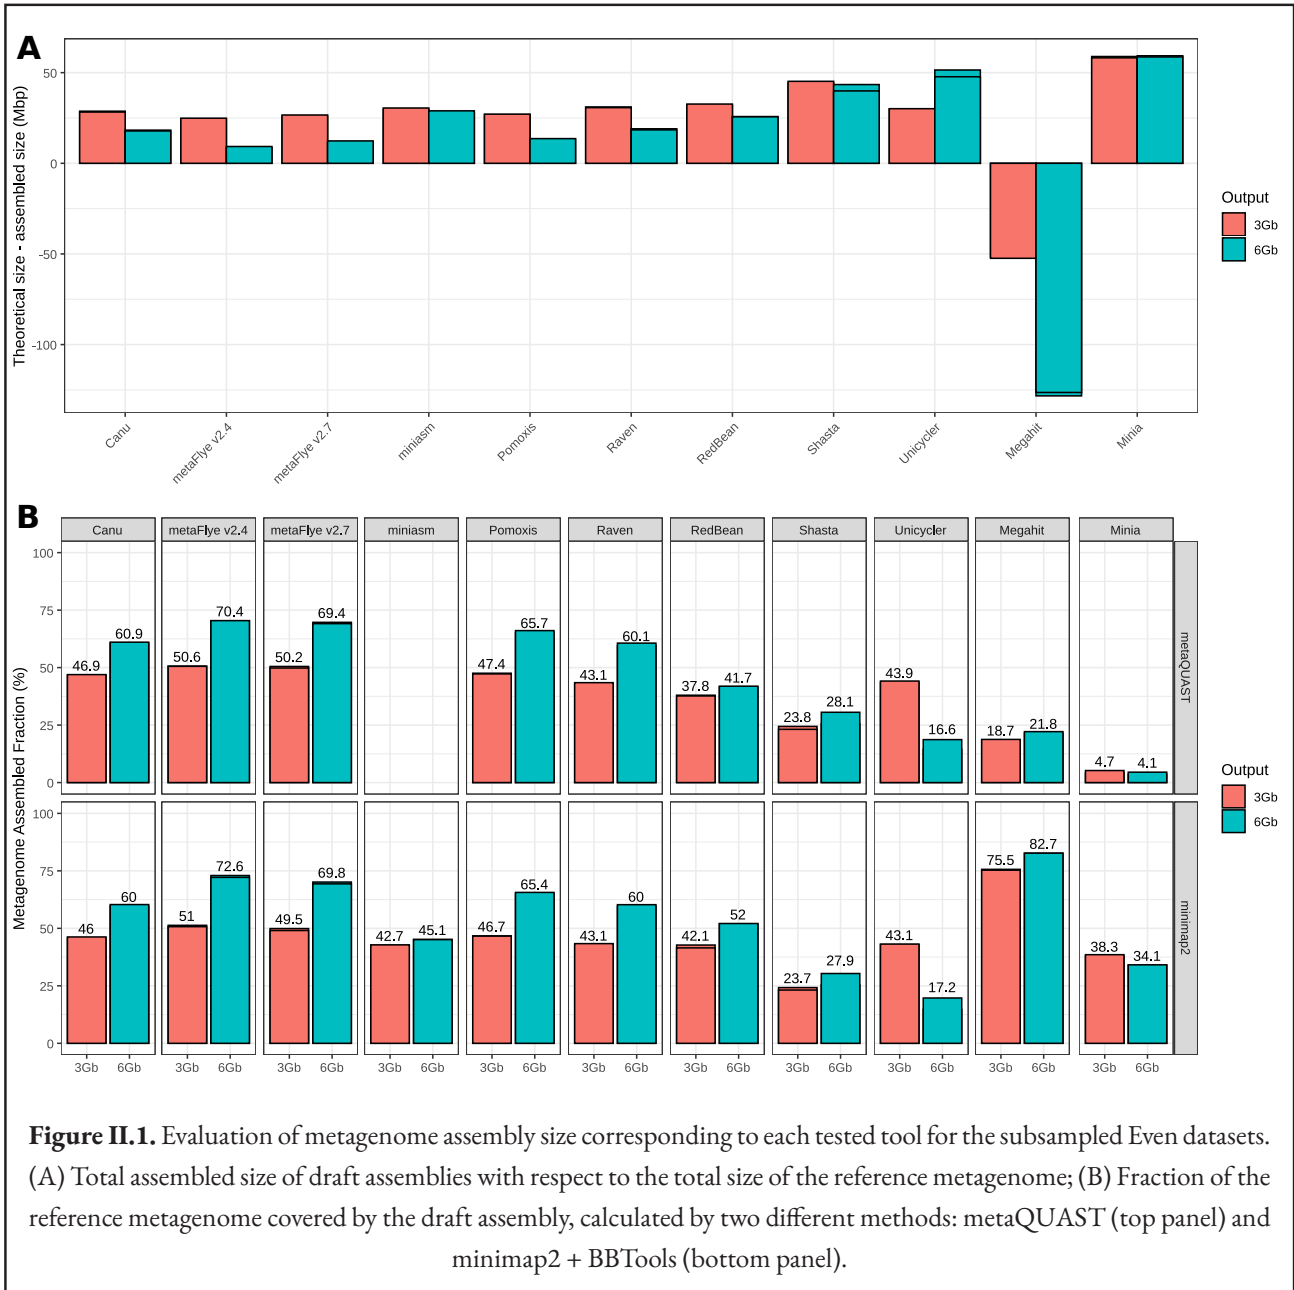 A
Theoretical size - assembled size (Mbp)
50
0
-50
-100
Canu
metaFlye v2.4
metaFlye v2.7
miniasm
Pomoxis
Raven
RedBean
Shasta
Unicycler
Megahit
Minia
Output
3Gb
6Gb
B
Canu metaFlye v2.4 metaFlye v2.7 miniasm Pomoxis Raven RedBean Shasta Unicycler Megahit Minia
Metagenome Assembled Fraction (%)
100
75
50
25
0
46.9 60.9
50.6 70.4
50.2 69.4
47.4 65.7
43.1 60.1
37.8 41.7
23.8 28.1
43.9 16.6
18.7 21.8
4.7 4.1
metaQUAST
100
75
50
25
0
46 60
51 72.6
49.5 69.8
42.7 45.1
46.7 65.4
43.1 60
42.1 52
23.7 27.9
43.1 17.2
75.5 82.7
38.3 34.1
minimap2
3Gb 6Gb 3Gb 6Gb 3Gb 6Gb 3Gb 6Gb 3Gb 6Gb 3Gb 6Gb 3Gb 6Gb 3Gb 6Gb 3Gb 6Gb 3Gb 6Gb 3Gb 6Gb
Output
3Gb
6Gb
Figure II.1. Evaluation of metagenome assembly size corresponding to each tested tool for the subsampled Even datasets.
(A) Total assembled size of draft assemblies with respect to the total size of the reference metagenome; (B) Fraction of the
reference metagenome covered by the draft assembly, calculated by two different methods: metaQUAST (top panel) and
minimap2 + BBTools (bottom panel).